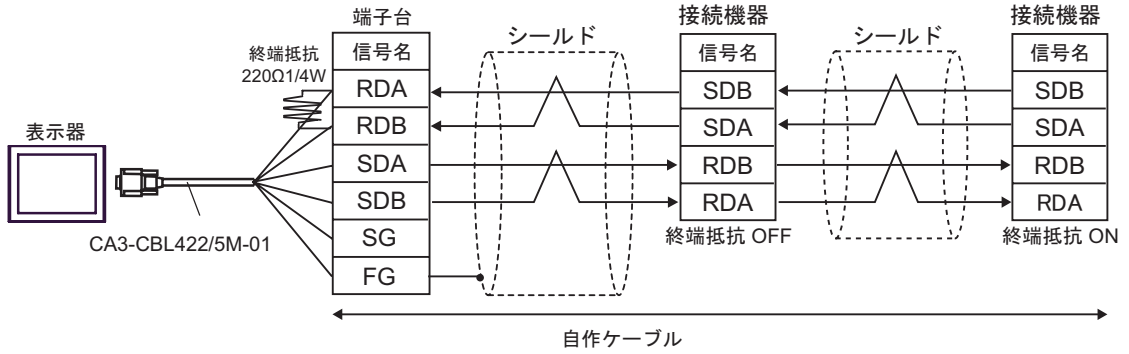 表示器
CA3-CBL422/5M-01
終端抵抗
220Ω1/4W
端子台
信号名
RDA
RDB
SDA
SDB
SG
FG
シールド
接続機器
信号名
SDB
SDA
RDB
RDA
終端抵抗 OFF
シールド
接続機器
信号名
SDB
SDA
RDB
RDA
終端抵抗 ON
自作ケーブル